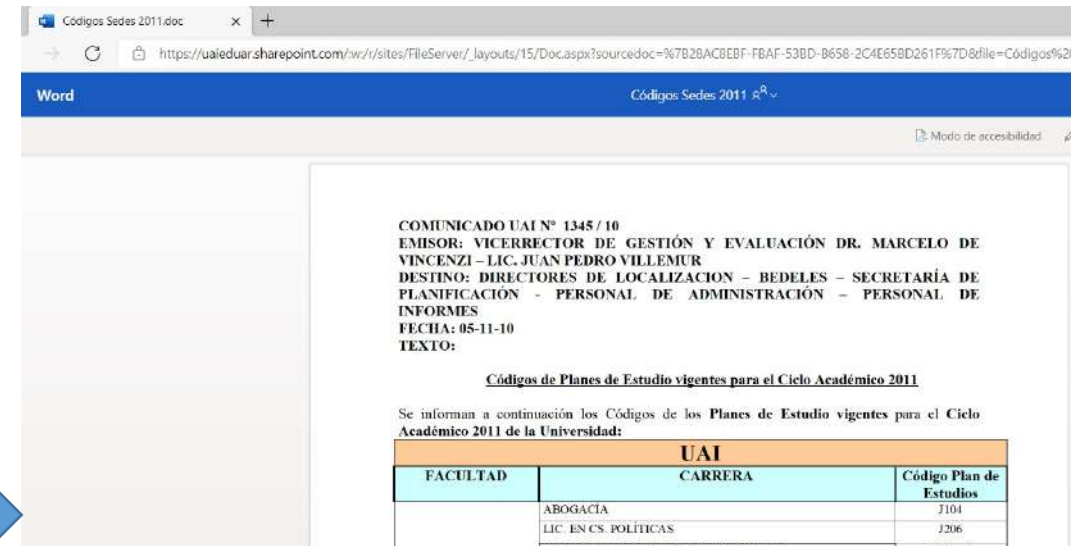 Códigos Sedes 2011.doc
https://uaieduar.sharepoint.com/:w:/r/sites/FileServer/_layouts/15/Doc.aspx?sourcedoc=%7B28AC8EBF-FBAF-53BD-B658-2C4E65BD261F%7D&file=Códigos%2
Word
Códigos Sedes 2011
Modo de accesibilidad
COMUNICADO UAI Nº 1345 / 10
EMISOR: VICERRECTOR DE GESTIÓN Y EVALUACIÓN DR. MARCELO DE
VINCENZI – LIC. JUAN PEDRO VILLEMUR
DESTINO: DIRECTORES DE LOCALIZACION – BEDELES – SECRETARÍA DE
PLANIFICACIÓN - PERSONAL DE ADMINISTRACIÓN – PERSONAL DE
INFORMES
FECHA: 05-11-10
TEXTO:
Códigos de Planes de Estudio vigentes para el Ciclo Académico 2011
Se informan a continuación los Códigos de los Planes de Estudio vigentes para el Ciclo
Académico 2011 de la Universidad:
UAI
FACULTAD CARRERA Código Plan de
Estudios
ABOGACÍA J104
LIC. EN CS. POLÍTICAS J206